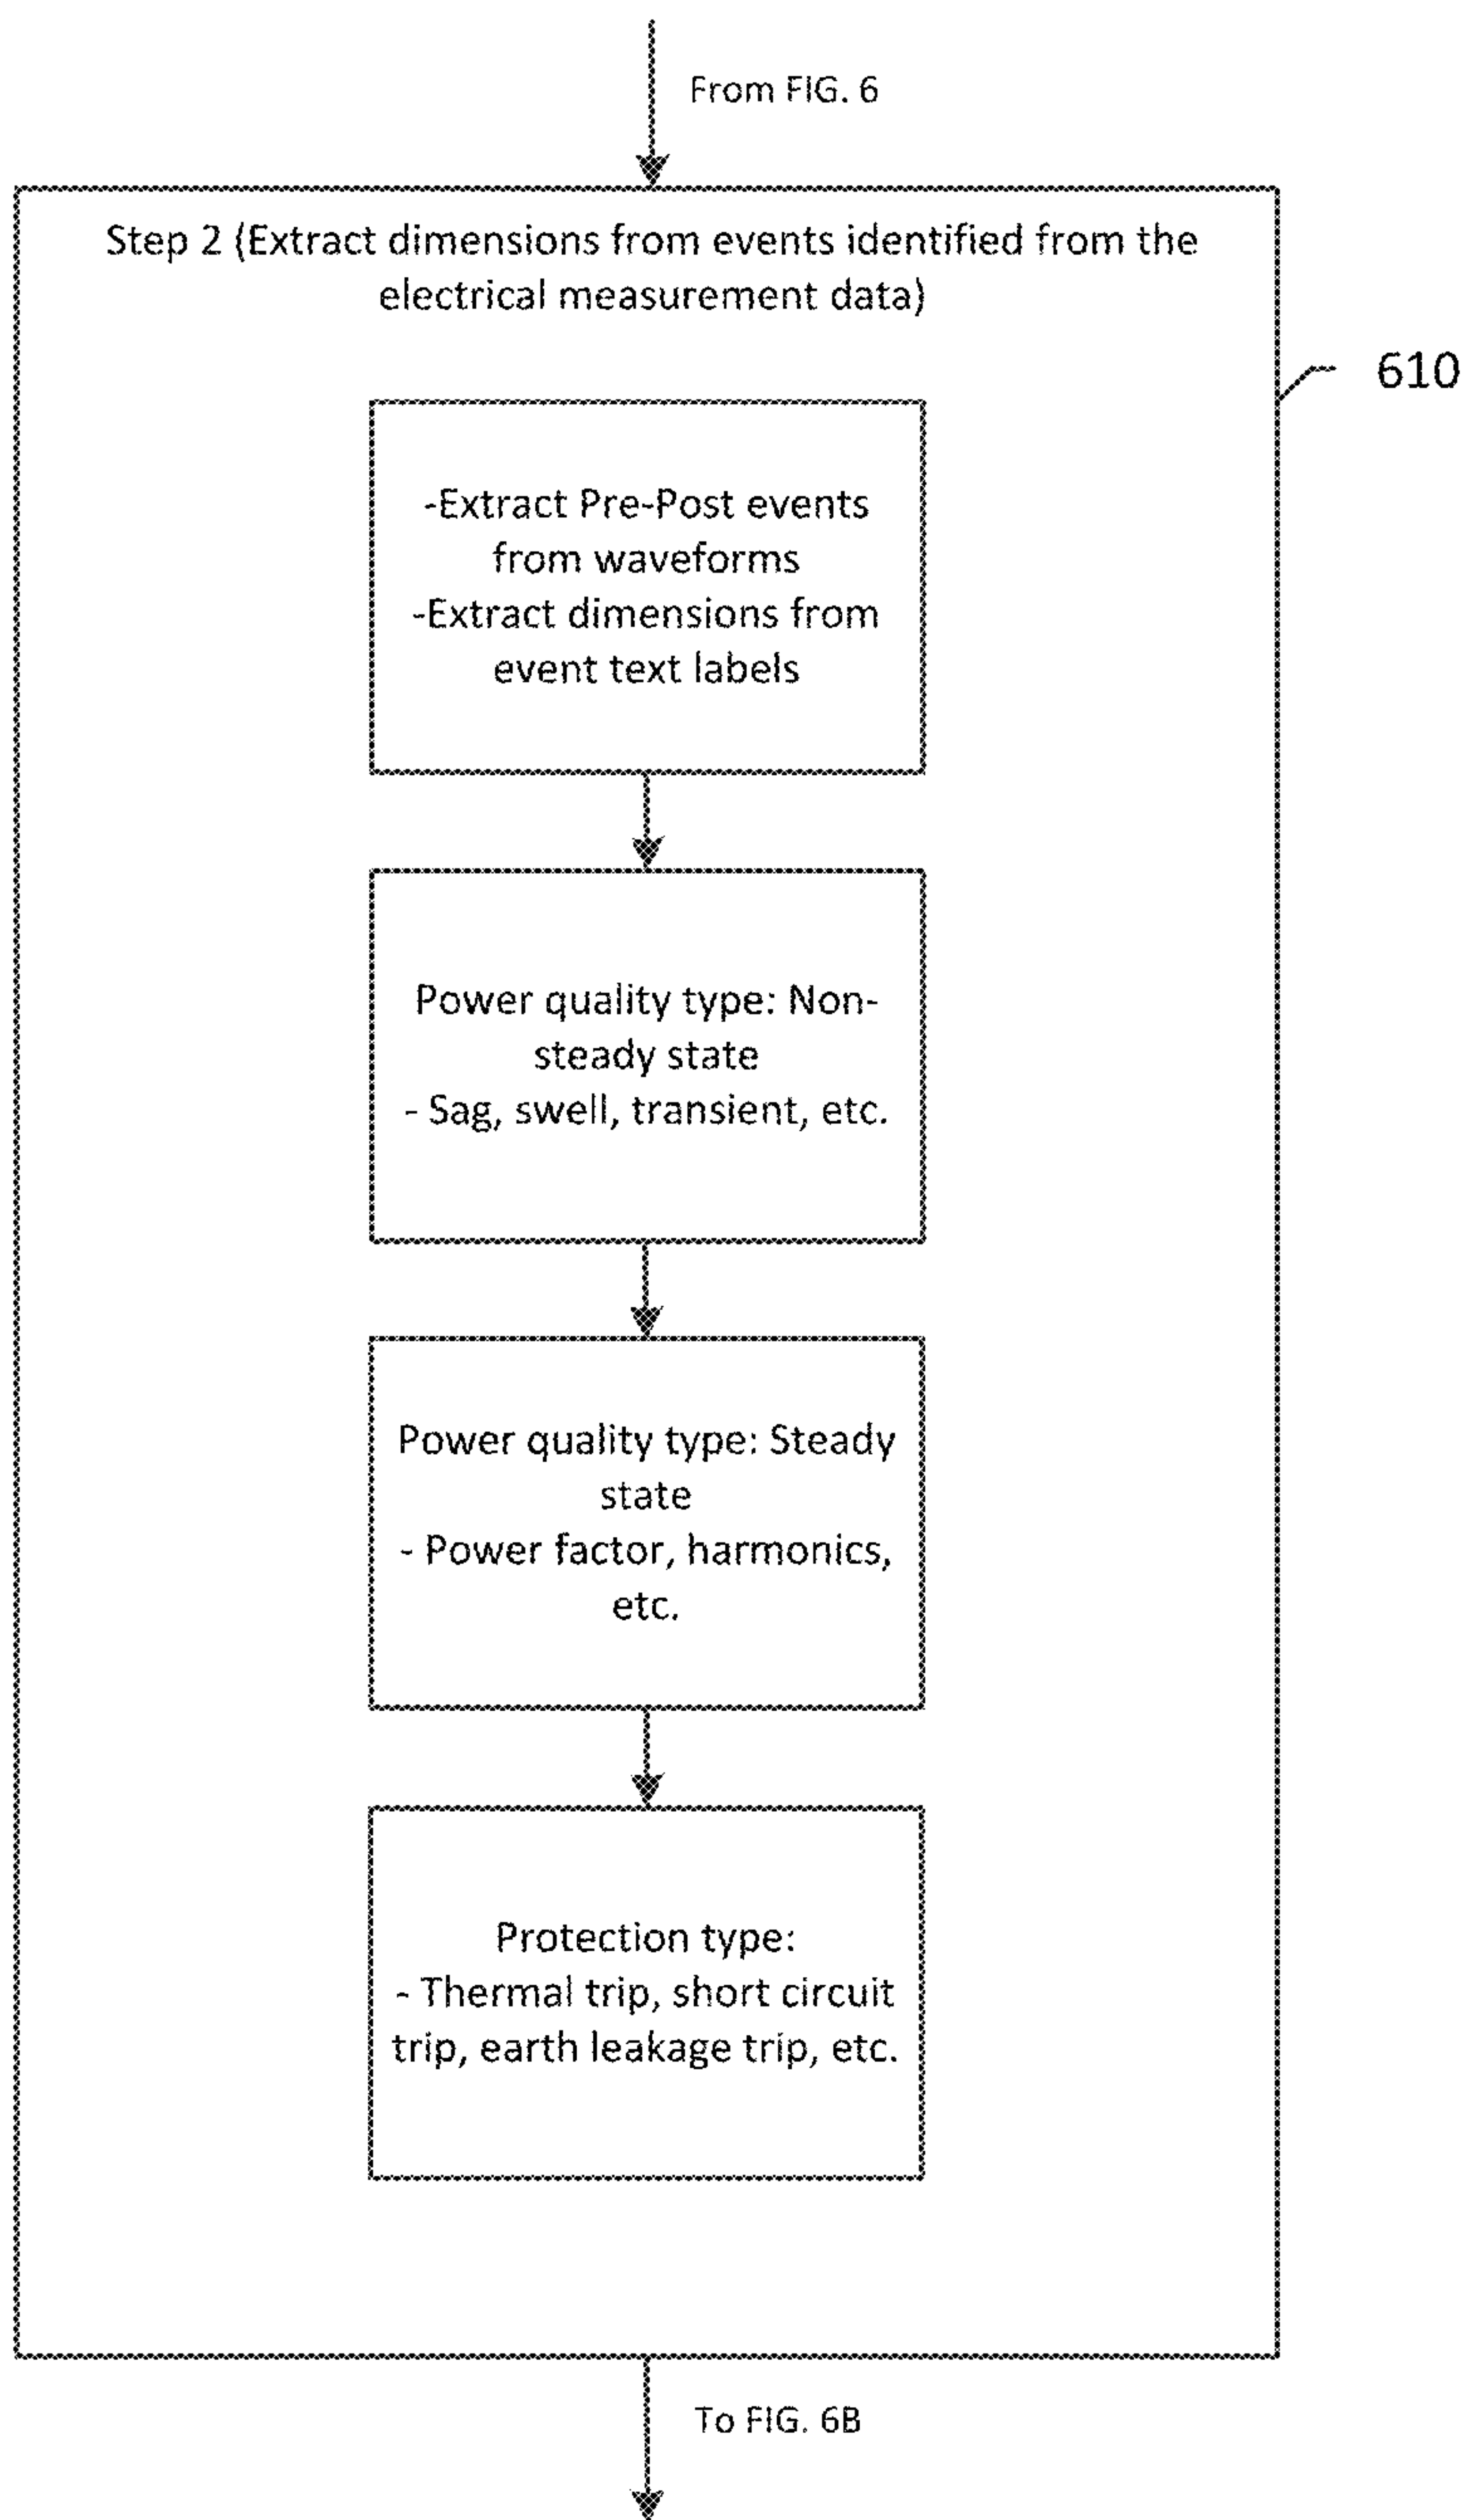 From FIG. 6
Step 2 (Extract dimensions from events identified from the
electrical measurement data)
610
-Extract Pre-Post events
from waveforms
-Extract dimensions from
event text labels
Power quality type: Non-
steady state
- Sag, swell, transient, etc.
Power quality type: Steady
state
- Power factor, harmonics,
etc.
Protection type:
- Thermal trip, short circuit
trip, earth leakage trip, etc.
To FIG. 6B